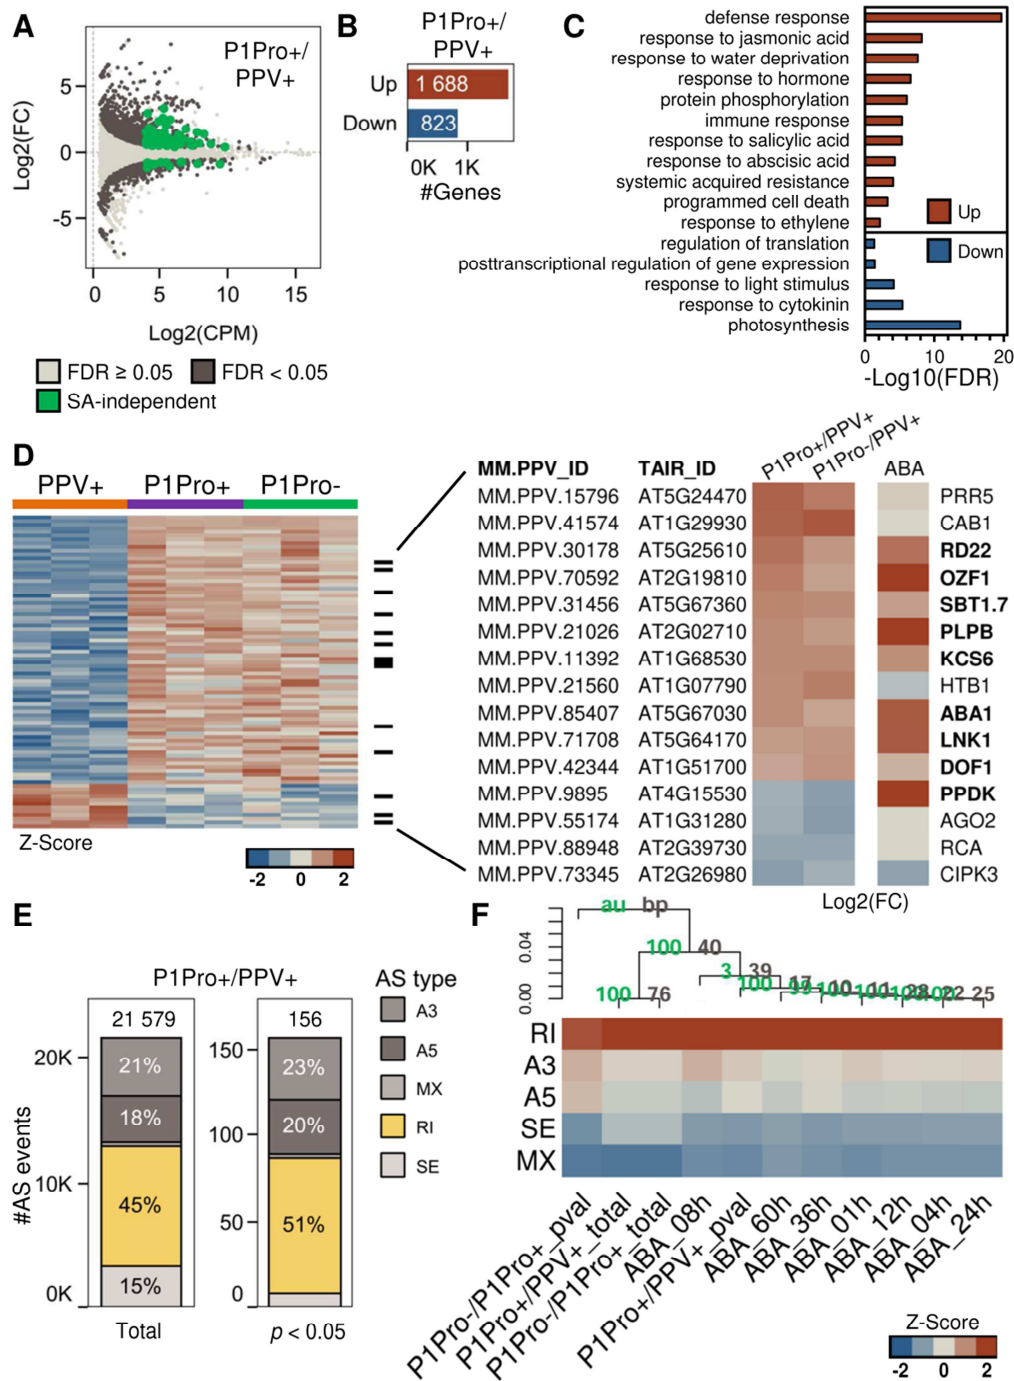 A
P1Pro+/
PPV+
Log2(FC)
5
0
-5
0 5 10 15
Log2(CPM)
FDR ≥ 0.05 FDR < 0.05
SA-independent
B
P1Pro+/
PPV+
Up 1 688
Down 823
0K 1K
#Genes
C
defense response
response to jasmonic acid
response to water deprivation
response to hormone
protein phosphorylation
immune response
response to salicylic acid
response to abscisic acid
systemic acquired resistance
programmed cell death
response to ethylene
regulation of translation
posttranscriptional regulation of gene expression
response to light stimulus
response to cytokinin
photosynthesis
Up
Down
0 10 20
-Log10(FDR)
D
PPV+ P1Pro+ P1Pro-
Z-Score
-2 0 2
P1Pro+/PPV+
P1Pro-/PPV+
MM.PPV_ID TAIR_ID ABA
MM.PPV.15796 AT5G24470 PRR5
MM.PPV.41574 AT1G29930 CAB1
MM.PPV.30178 AT5G25610 RD22
MM.PPV.70592 AT2G19810 OZF1
MM.PPV.31456 AT5G67360 SBT1.7
MM.PPV.21026 AT2G02710 PLPB
MM.PPV.11392 AT1G68530 KCS6
MM.PPV.21560 AT1G07790 HTB1
MM.PPV.85407 AT5G67030 ABA1
MM.PPV.71708 AT5G64170 LNK1
MM.PPV.42344 AT1G51700 DOF1
MM.PPV.9895 AT4G15530 PPDK
MM.PPV.55174 AT1G31280 AGO2
MM.PPV.88948 AT2G39730 RCA
MM.PPV.73345 AT2G26980 CIPK3
Log2(FC)
E
P1Pro+/PPV+
#AS events
21 579
20K
10K
0K
21%
18%
45%
15%
Total
156
150
100
50
0
23%
20%
51%
p < 0.05
AS type
A3
A5
MX
RI
SE
F
0.04
0.00
au bp
100 40
3 39
100 76
100 17
99 10
100 11
25
RI
A3
A5
SE
MX
P1Pro-/P1Pro+_pval
P1Pro+/PPV+_total
P1Pro-/P1Pro+_total
ABA_08h
P1Pro+/PPV+_pval
ABA_60h
ABA_36h
ABA_01h
ABA_12h
ABA_04h
ABA_24h
Z-Score
-2 0 2